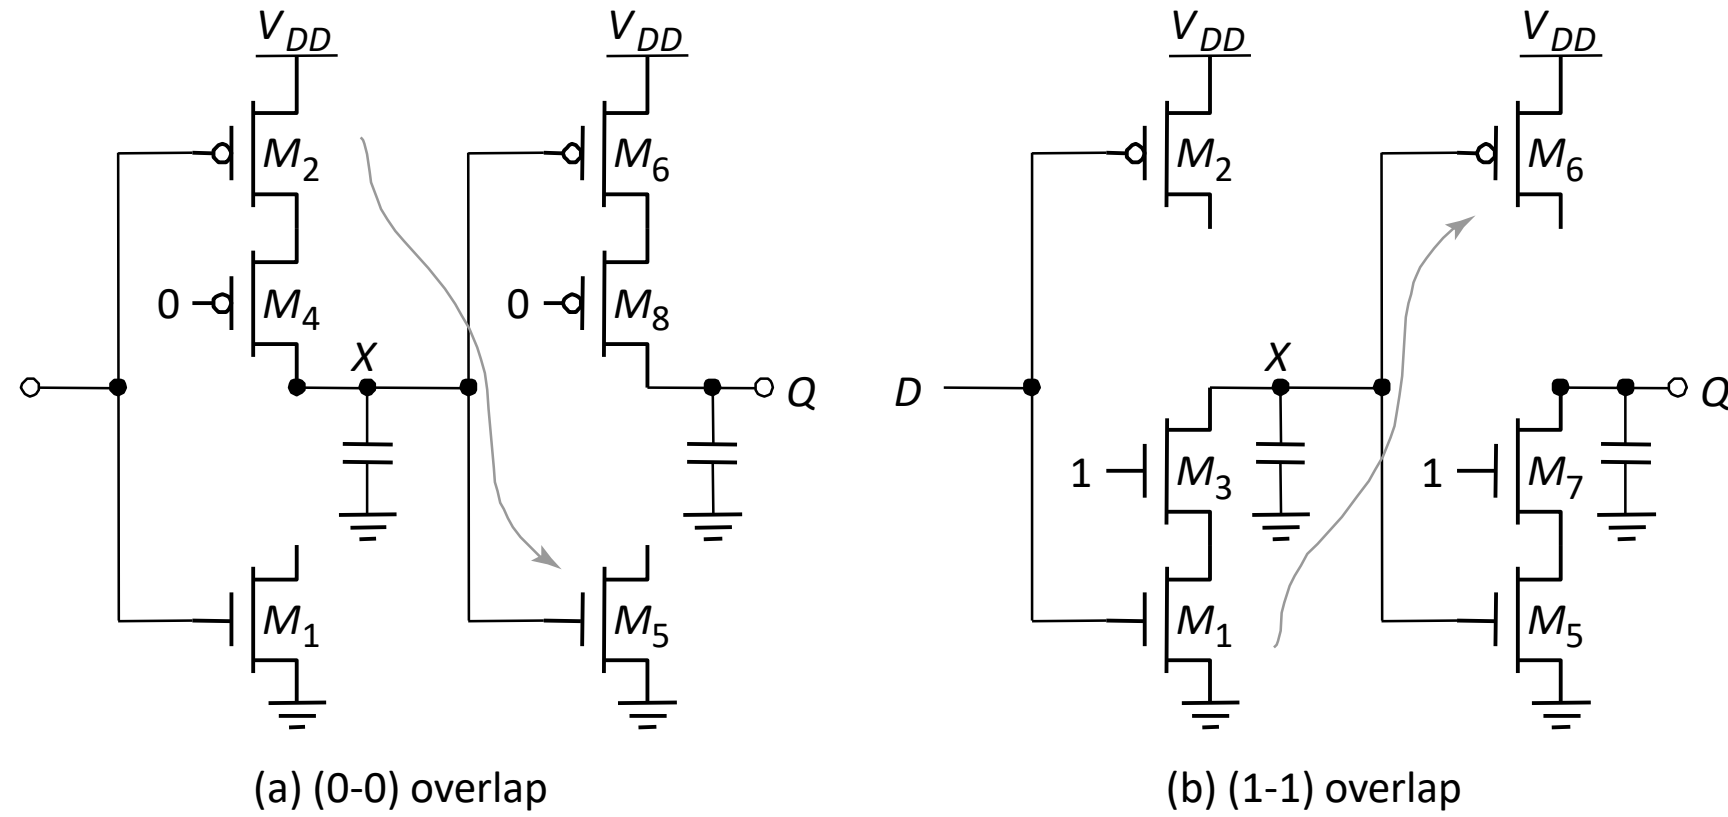 V_DD V_DD V_DD V_DD
M_2 M_6 M_2 M_6
0 M_4 0 M_8
X Q D X Q
1 M_3 1 M_7
M_1 M_5 M_1 M_5
(a) (0-0) overlap (b) (1-1) overlap